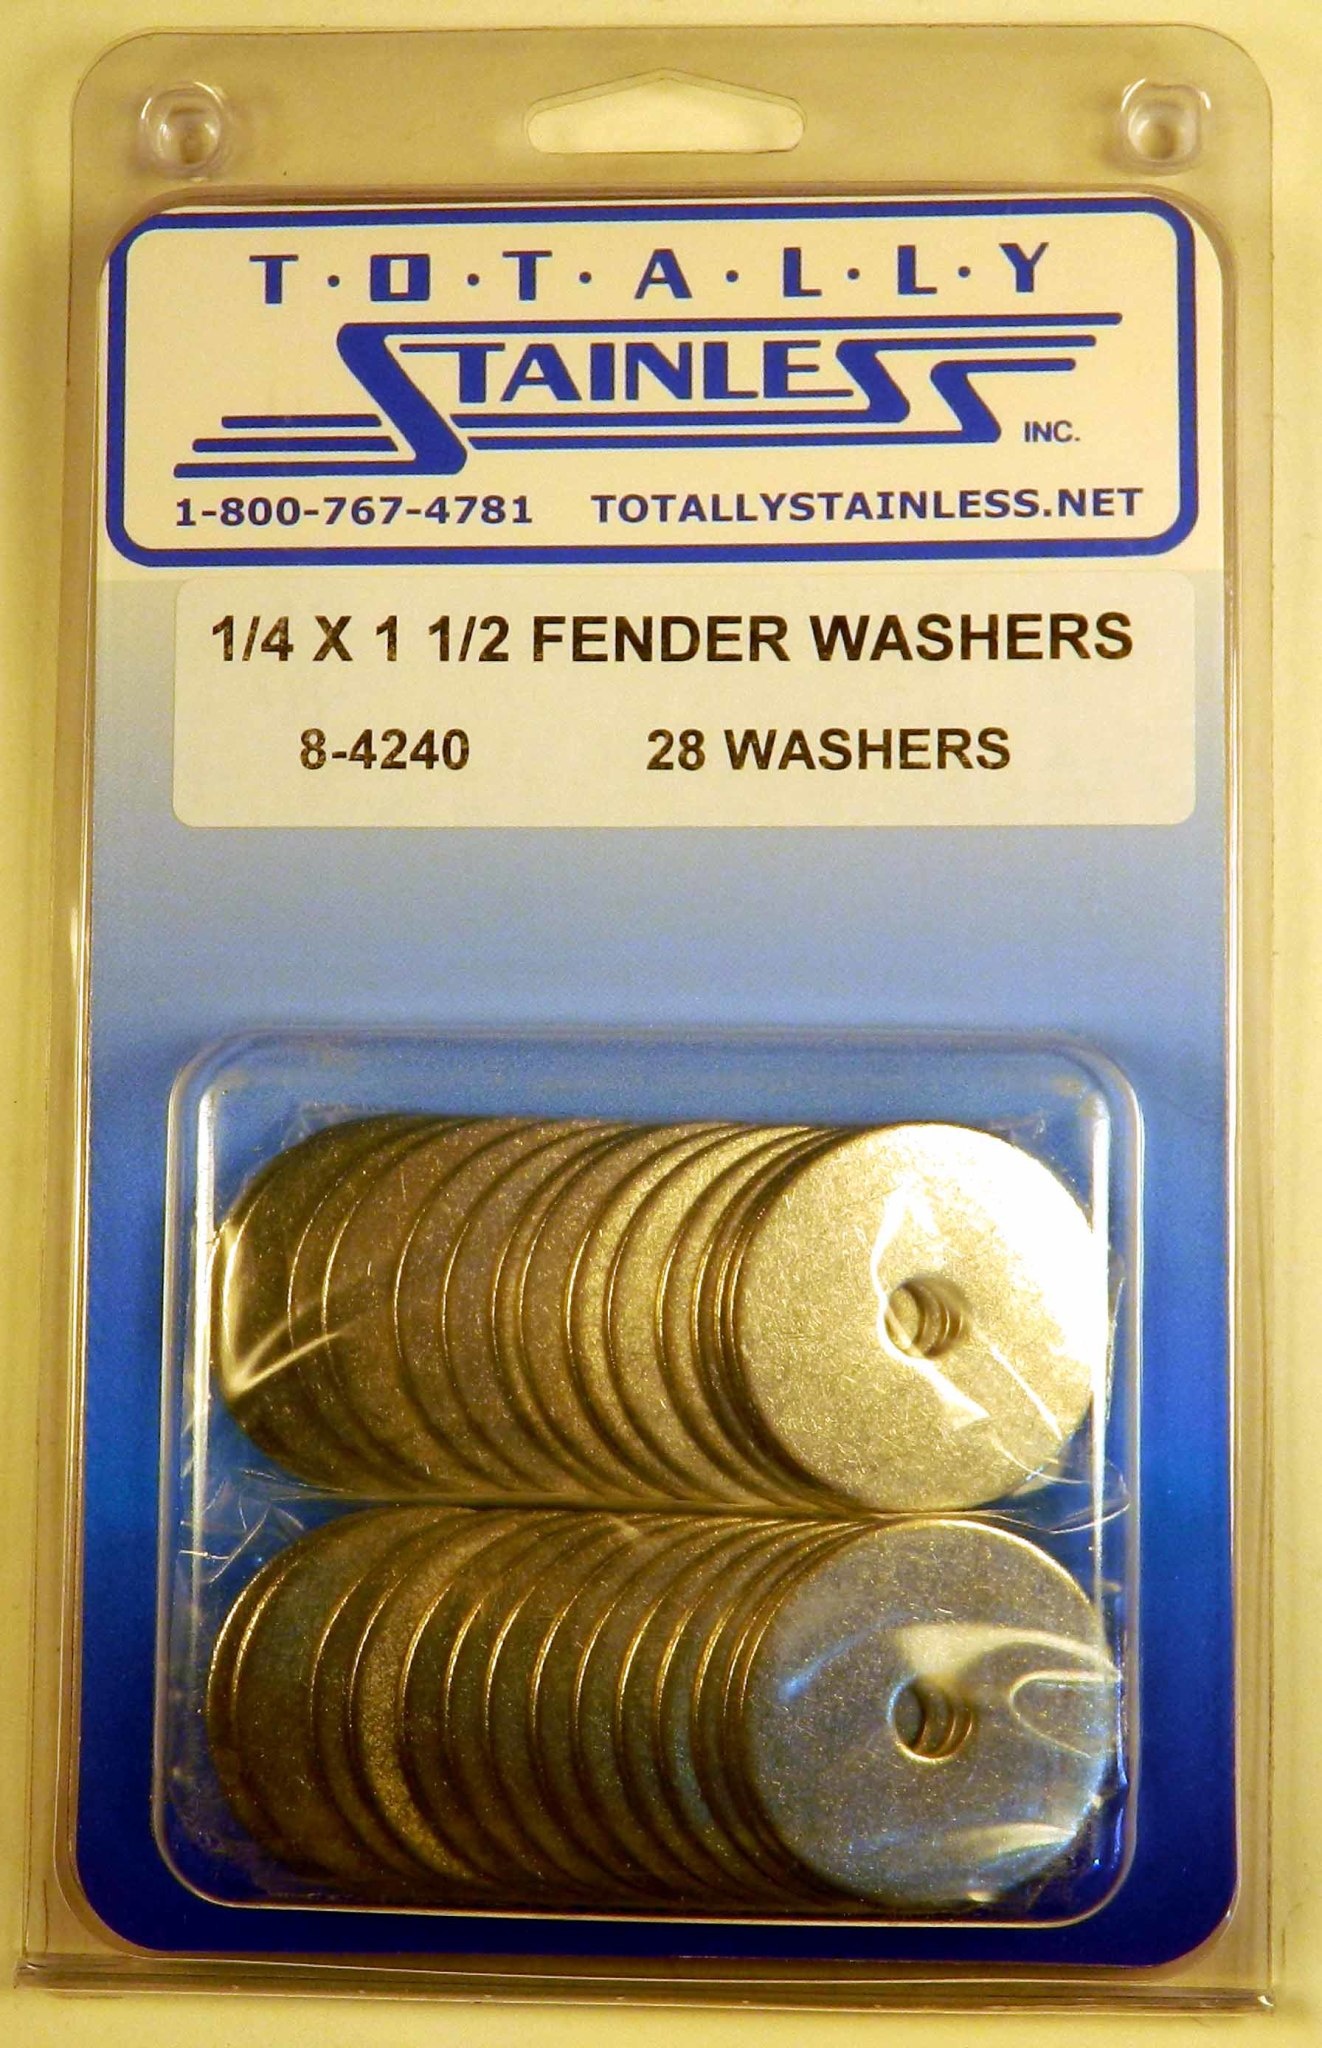 T·O·T·A·L·L·Y
STAINLESS
INC.
1-800-767-4781 TOTALLYSTAINLESS.NET
1/4 X 1 1/2 FENDER WASHERS
8-4240 28 WASHERS